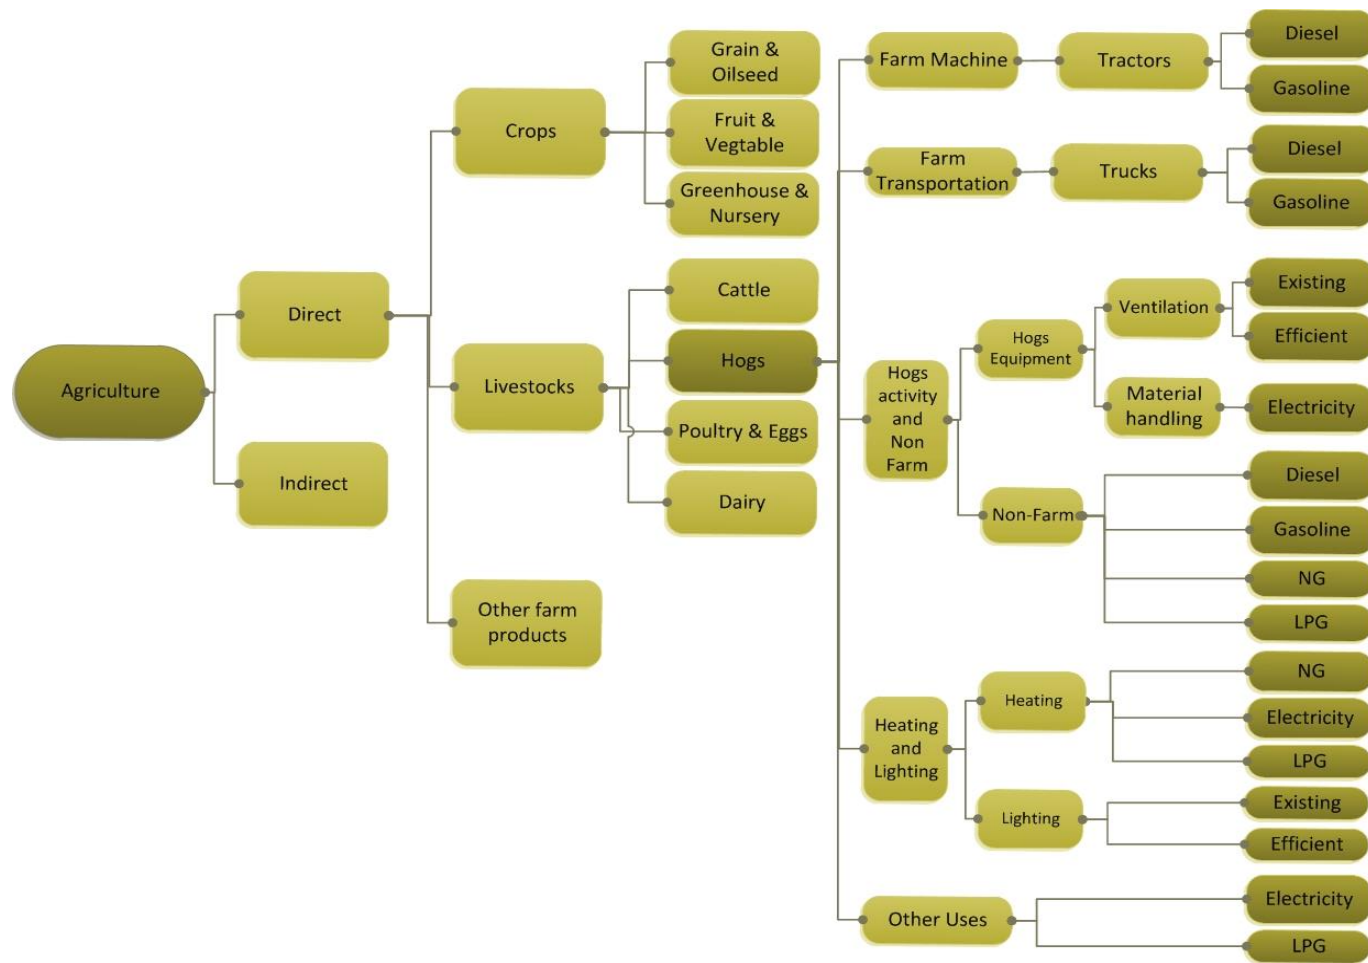 Agriculture
Direct
Indirect
Crops
Livestocks
Other farm
products
Grain &
Oilseed
Fruit &
Vegtable
Greenhouse &
Nursery
Cattle
Hogs
Poultry & Eggs
Dairy
Farm Machine
Tractors
Diesel
Gasoline
Farm
Transportation
Trucks
Diesel
Gasoline
Hogs
activity
and
Non
Farm
Hogs
Equipment
Ventilation
Existing
Efficient
Material
handling
Electricity
Non-Farm
Diesel
Gasoline
NG
LPG
Heating
and
Lighting
Heating
NG
Electricity
LPG
Lighting
Existing
Efficient
Other Uses
Electricity
LPG